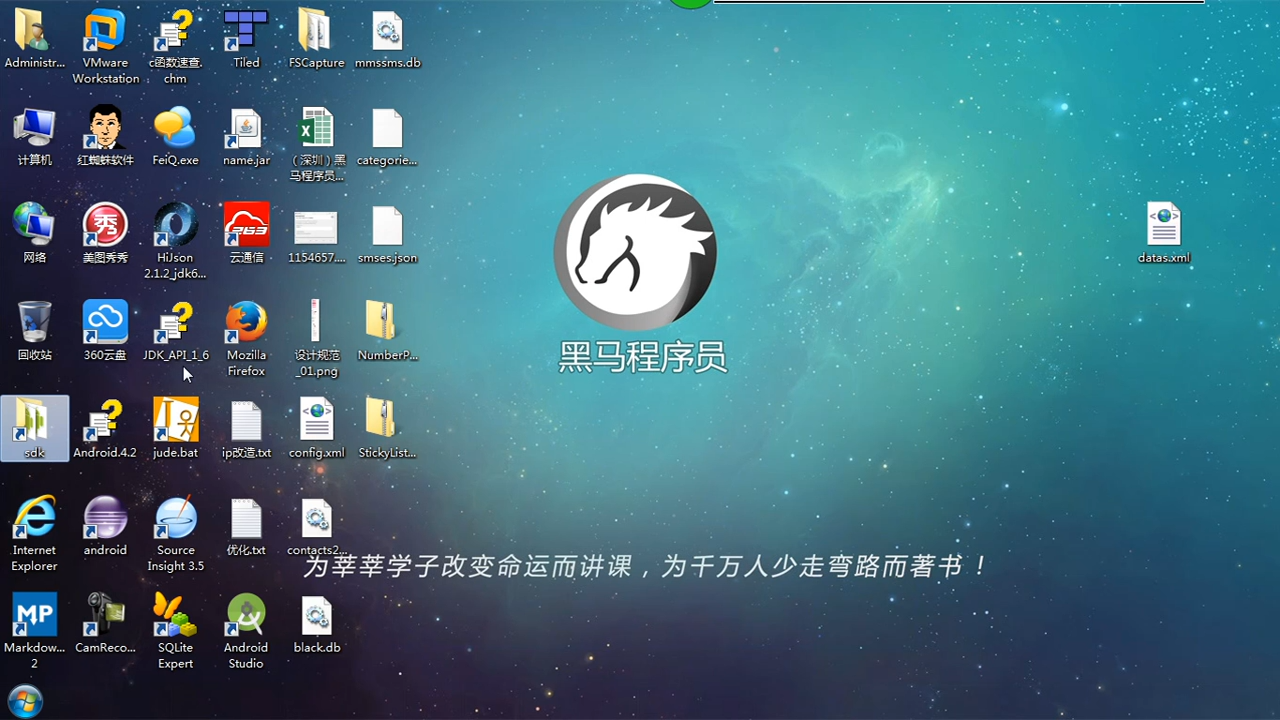 Administr...
VMware
Workstation
c函数速查.
chm
Tiled
FSCapture
mmssms.db
计算机
红蜘蛛软件
FeiQ.exe
name.jar
（深圳）黑
马程序员...
categorie...
网络
秀
美图秀秀
HiJson
2.1.2_jdk6...
263
云通信
1154657....
smses.json
回收站
360云盘
JDK_API_1_6
Mozilla
Firefox
设计规范
_01.png
NumberP...
黑马程序员
datas.xml
sdk
Android.4.2
jude.bat
ip改造.txt
config.xml
StickyList...
Internet
Explorer
android
Source
Insight 3.5
优化.txt
contacts2...
为莘莘学子改变命运而讲课，为千万人少走弯路而著书！
MP
Markdow...
2
CamReco...
SQLite
Expert
Android
Studio
black.db